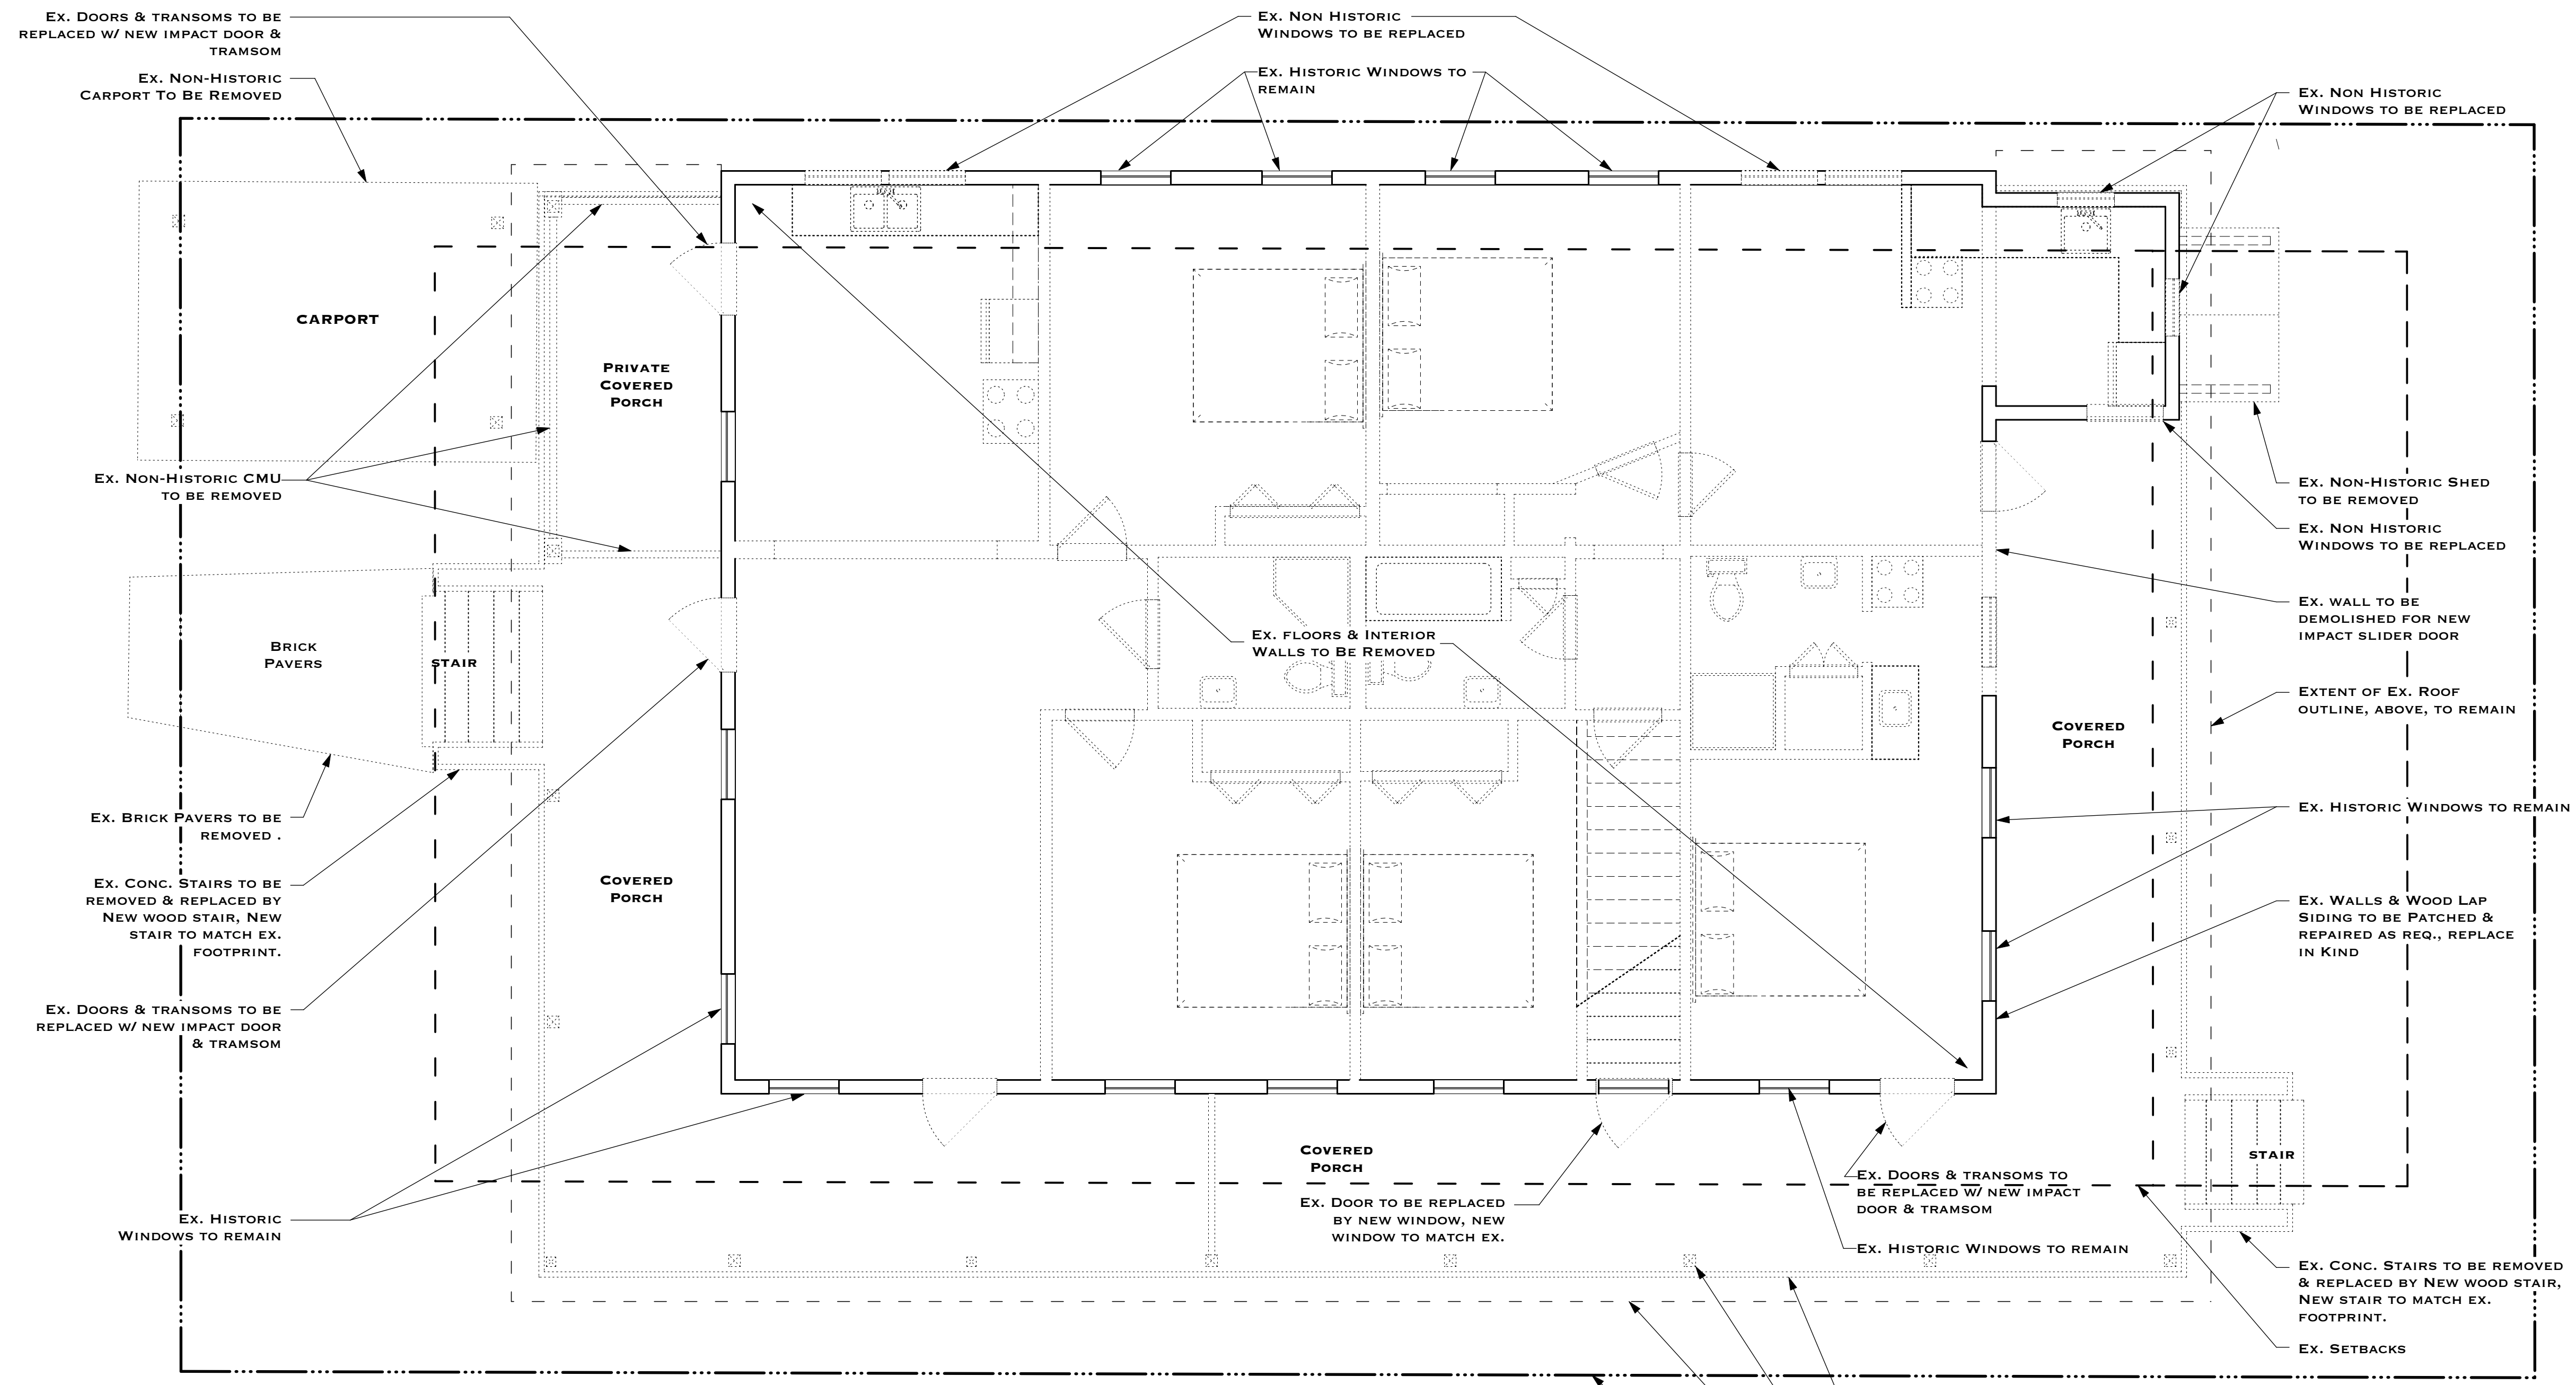 Ex. Doors & transoms to be
replaced w/ new impact door &
tramsom
Ex. Non-Historic
Carport To Be Removed
Ex. Non Historic
Windows to be replaced
Ex. Historic Windows to
remain
Ex. Non Historic
Windows to be replaced
CARPORT
Private
Covered
Porch
Ex. Non-Historic CMU
to be removed
Ex. Non-Historic Shed
to be removed
Ex. Non Historic
Windows to be replaced
Ex. wall to be
demolished for new
impact slider door
Brick
Pavers
STAIR
Ex. floors & Interior
Walls to Be Removed
Extent of Ex. Roof
outline, above, to remain
Covered
Porch
Ex. Brick Pavers to be
removed .
Ex. Historic Windows to remain
Ex. Conc. Stairs to be
removed & replaced by
New wood stair, New
stair to match ex.
footprint.
Covered
Porch
Ex. Walls & Wood Lap
Siding to be Patched &
repaired as req., replace
in Kind
Ex. Doors & transoms to be
replaced w/ new impact door
& tramsom
Ex. Historic
Windows to remain
Covered
Porch
Ex. Door to be replaced
by new window, new
window to match ex.
Ex. Doors & transoms to
be replaced w/ new impact
door & tramsom
Ex. Historic Windows to remain
STAIR
Ex. Conc. Stairs to be removed
& replaced by New wood stair,
New stair to match ex.
footprint.
Ex. Setbacks